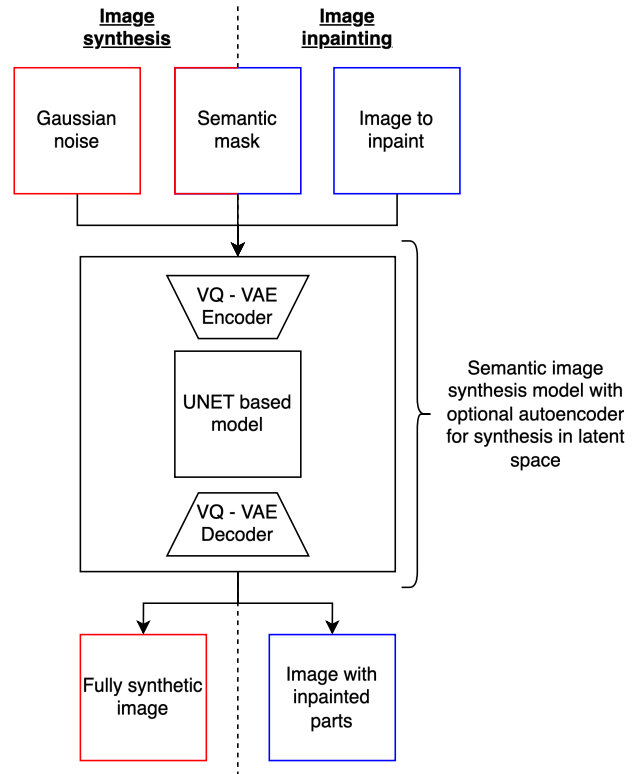 Image
synthesis
Image
inpainting
Gaussian
noise
Semantic
mask
Image to
inpaint
VQ - VAE
Encoder
UNET based
model
VQ - VAE
Decoder
Semantic image
synthesis model with
optional autoencoder
for synthesis in latent
space
Fully synthetic
image
Image with
inpainted
parts